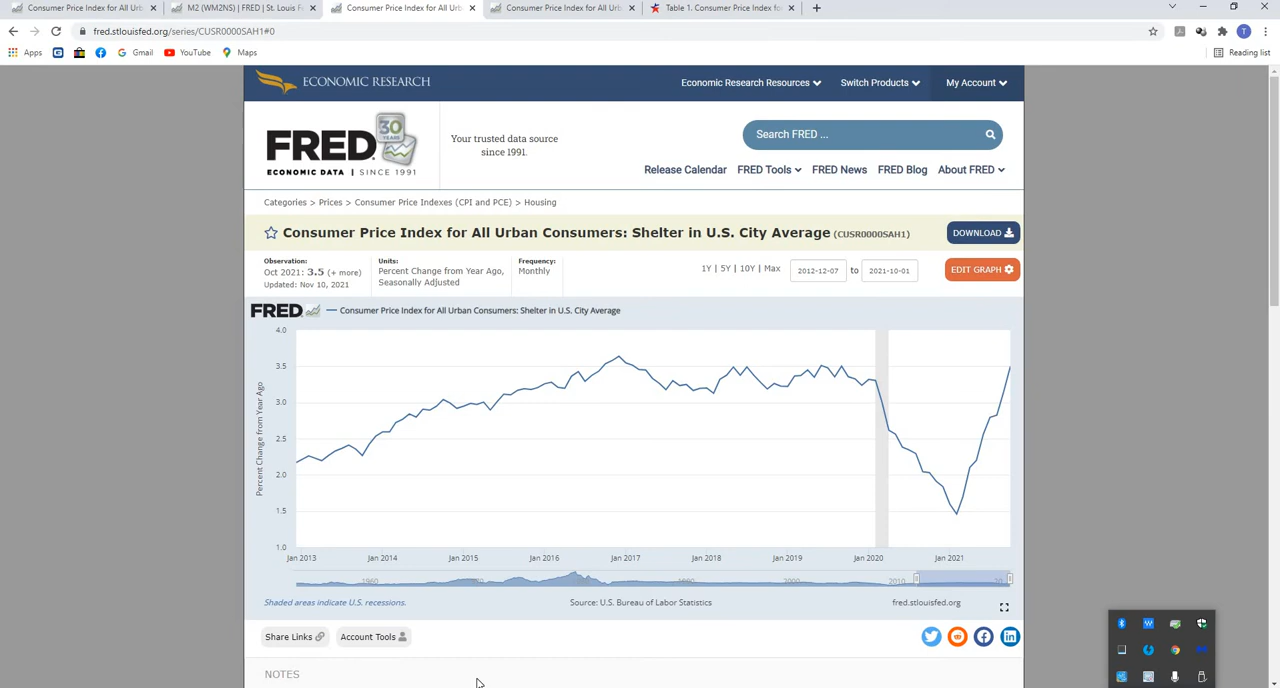 Consumer Price Index for All Urb
M2 (WM2NS) | FRED | St. Louis Fe
Consumer Price Index for All Urb
Consumer Price Index for All Urb
Table 1. Consumer Price Index for
fred.stlouisfed.org/series/CUSR0000SAH1#0
T
Apps
Gmail
YouTube
Maps
Reading list
ECONOMIC RESEARCH
Economic Research Resources
Switch Products
My Account
30
YEARS
FRED
ECONOMIC DATA | SINCE 1991
Your trusted data source
since 1991.
Search FRED ...
Release Calendar
FRED Tools
FRED News
FRED Blog
About FRED
Categories > Prices > Consumer Price Indexes (CPI and PCE) > Housing
Consumer Price Index for All Urban Consumers: Shelter in U.S. City Average (CUSR0000SAH1)
DOWNLOAD
Observation:
Oct 2021: 3.5 (+ more)
Updated: Nov 10, 2021
Units:
Percent Change from Year Ago,
Seasonally Adjusted
Frequency:
Monthly
1Y | 5Y | 10Y | Max
2012-12-07
to
2021-10-01
EDIT GRAPH
FRED
Consumer Price Index for All Urban Consumers: Shelter in U.S. City Average
4.0
3.5
3.0
2.5
2.0
1.5
1.0
Percent Change from Year Ago
Jan 2013
Jan 2014
Jan 2015
Jan 2016
Jan 2017
Jan 2018
Jan 2019
Jan 2020
Jan 2021
1960
1990
2000
2010
Shaded areas indicate U.S. recessions.
Source: U.S. Bureau of Labor Statistics
fred.stlouisfed.org
Share Links
Account Tools
NOTES